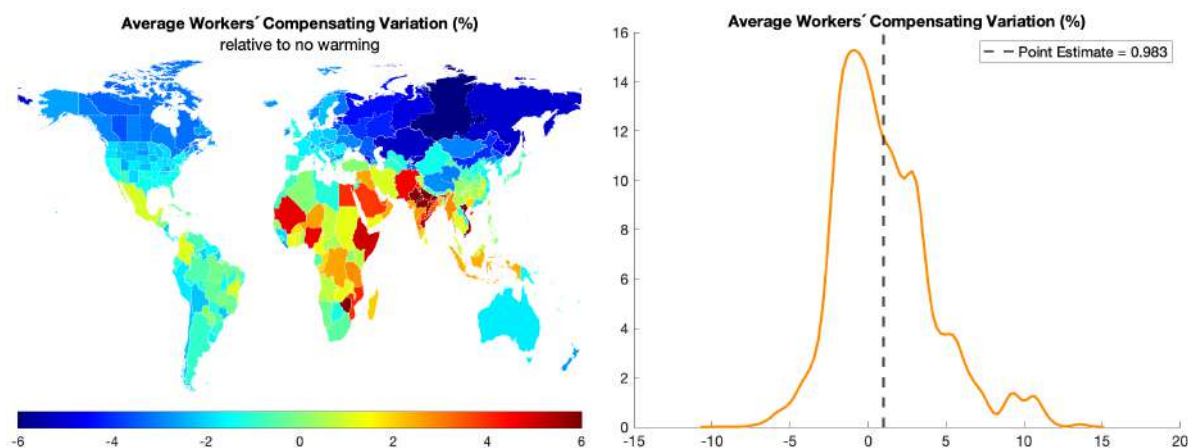 Average Workers´ Compensating Variation (%)
relative to no warming
-6 -4 -2 0 2 4 6
Average Workers´ Compensating Variation (%)
16
14
12
10
8
6
4
2
0
-15 -10 -5 0 5 10 15 20
Point Estimate = 0.983